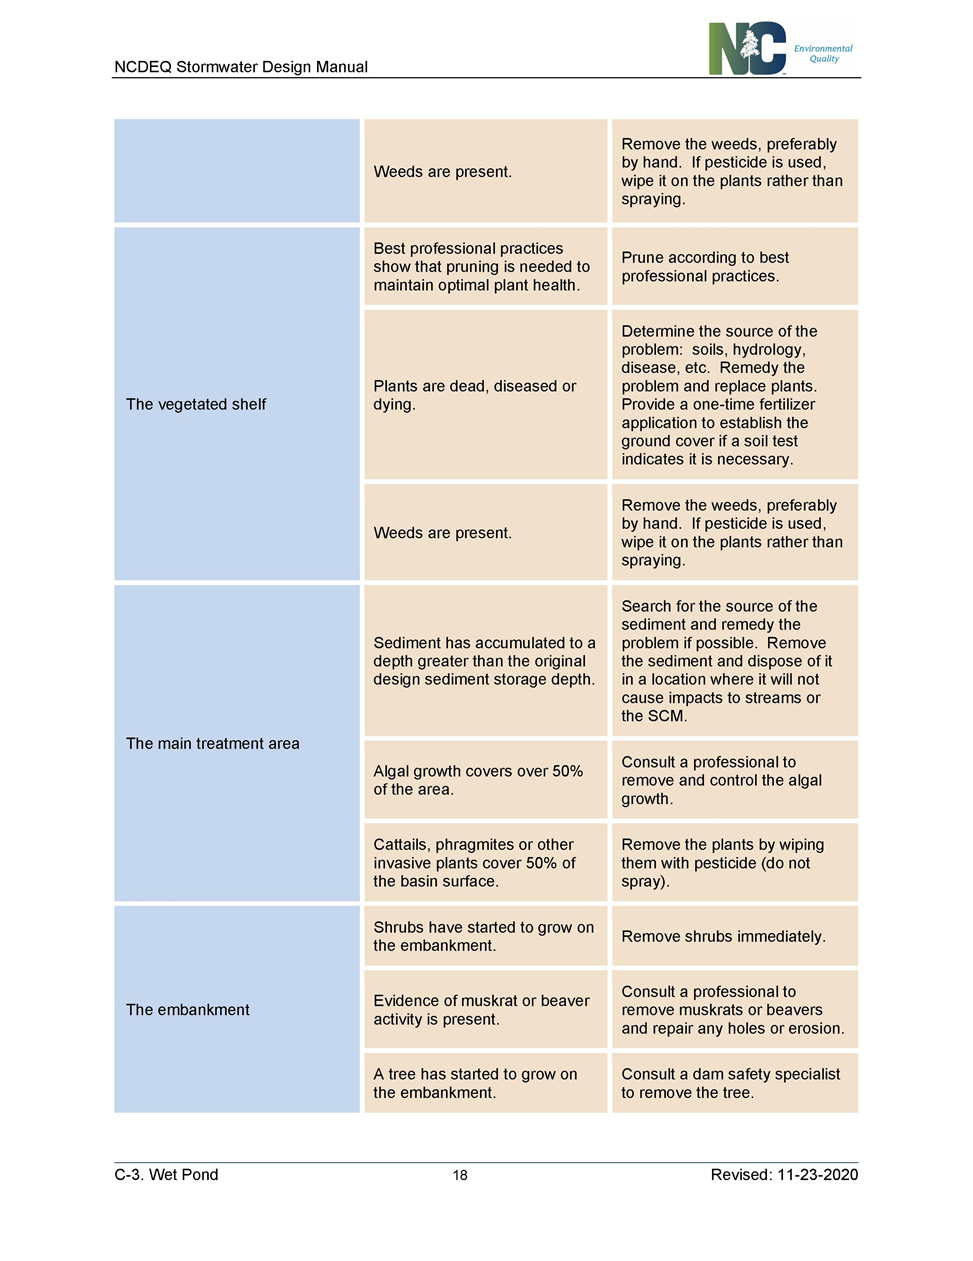 NCDEQ Stormwater Design Manual
NC
Environmental
Quality
Weeds are present.
Remove the weeds, preferably
by hand.  If pesticide is used,
wipe it on the plants rather than
spraying.
The vegetated shelf
Best professional practices
show that pruning is needed to
maintain optimal plant health.
Prune according to best
professional practices.
Plants are dead, diseased or
dying.
Determine the source of the
problem:  soils, hydrology,
disease, etc.  Remedy the
problem and replace plants.
Provide a one-time fertilizer
application to establish the
ground cover if a soil test
indicates it is necessary.
Weeds are present.
Remove the weeds, preferably
by hand.  If pesticide is used,
wipe it on the plants rather than
spraying.
The main treatment area
Sediment has accumulated to a
depth greater than the original
design sediment storage depth.
Search for the source of the
sediment and remedy the
problem if possible.  Remove
the sediment and dispose of it
in a location where it will not
cause impacts to streams or
the SCM.
Algal growth covers over 50%
of the area.
Consult a professional to
remove and control the algal
growth.
Cattails, phragmites or other
invasive plants cover 50% of
the basin surface.
Remove the plants by wiping
them with pesticide (do not
spray).
The embankment
Shrubs have started to grow on
the embankment.
Remove shrubs immediately.
Evidence of muskrat or beaver
activity is present.
Consult a professional to
remove muskrats or beavers
and repair any holes or erosion.
A tree has started to grow on
the embankment.
Consult a dam safety specialist
to remove the tree.
C-3. Wet Pond
18
Revised: 11-23-2020